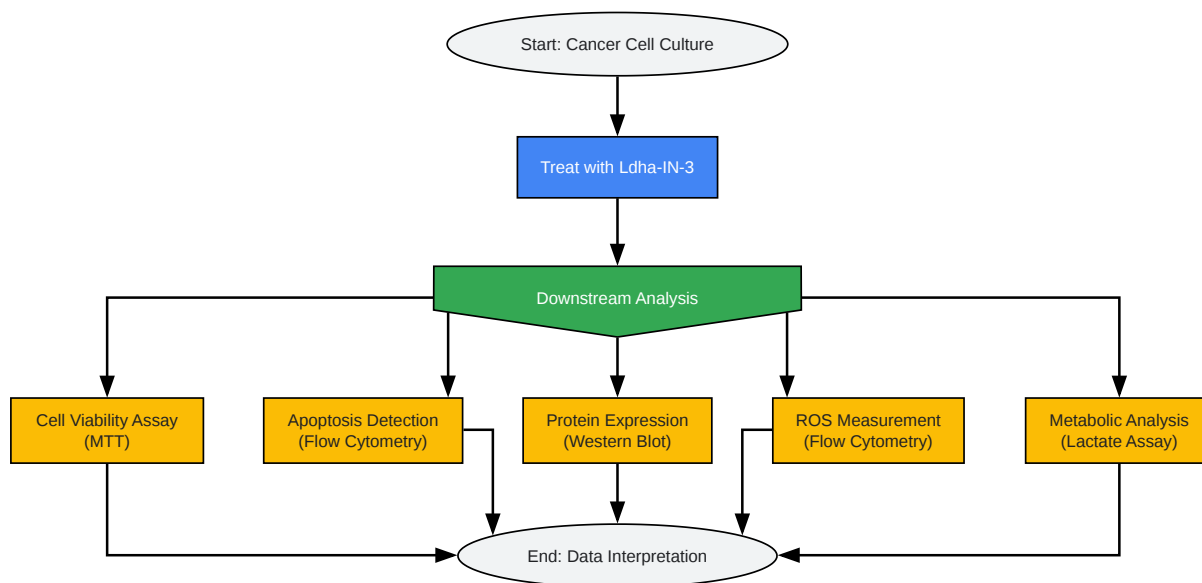 Start: Cancer Cell Culture
Treat with Ldha-IN-3
Downstream Analysis
Cell Viability Assay
(MTT)
Apoptosis Detection
(Flow Cytometry)
Protein Expression
(Western Blot)
ROS Measurement
(Flow Cytometry)
Metabolic Analysis
(Lactate Assay)
End: Data Interpretation